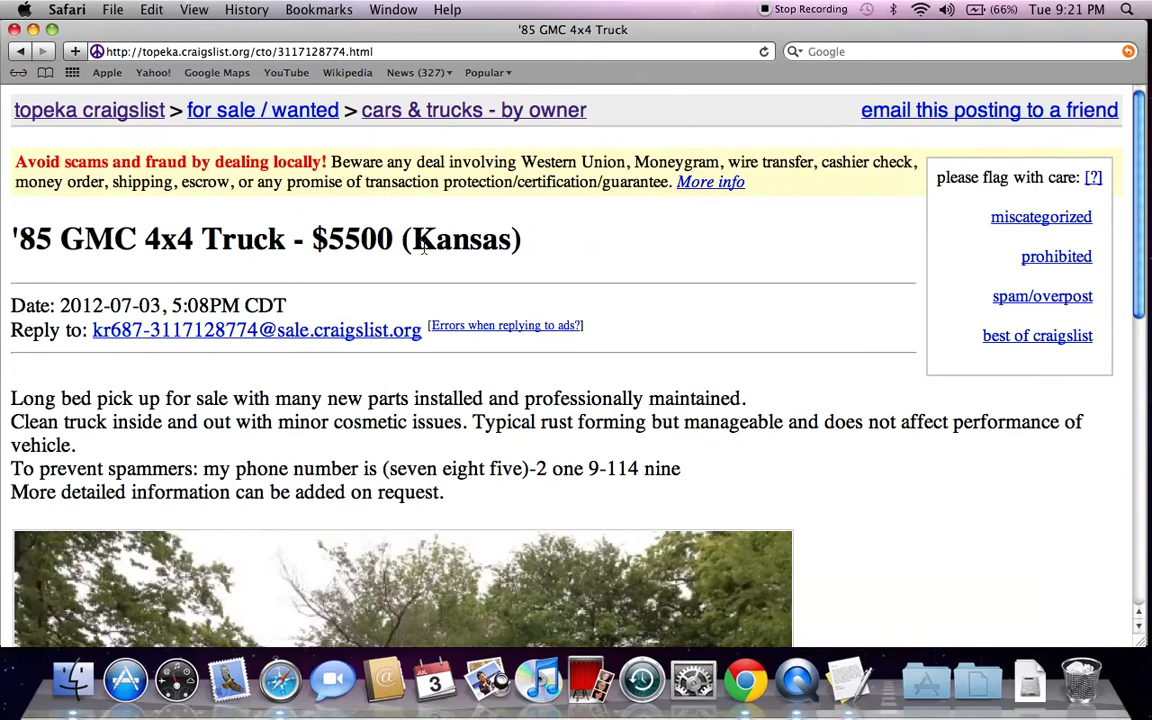 Safari File Edit View History Bookmarks Window Help Stop Recording (66%) Tue 9:21 PM
'85 GMC 4x4 Truck
http://topeka.craigslist.org/cto/3117128774.html Google
Apple Yahoo! Google Maps YouTube Wikipedia News (327)▾ Popular▾
topeka craigslist > for sale / wanted > cars & trucks - by owner email this posting to a friend
Avoid scams and fraud by dealing locally! Beware any deal involving Western Union, Moneygram, wire transfer, cashier check,
money order, shipping, escrow, or any promise of transaction protection/certification/guarantee. More info
please flag with care: [?]
miscategorized
prohibited
spam/overpost
best of craigslist
'85 GMC 4x4 Truck - $5500 (Kansas)
Date: 2012-07-03, 5:08PM CDT
Reply to: kr687-3117128774@sale.craigslist.org [Errors when replying to ads?]
Long bed pick up for sale with many new parts installed and professionally maintained.
Clean truck inside and out with minor cosmetic issues. Typical rust forming but manageable and does not affect performance of
vehicle.
To prevent spammers: my phone number is (seven eight five)-2 one 9-114 nine
More detailed information can be added on request.
JUL
3